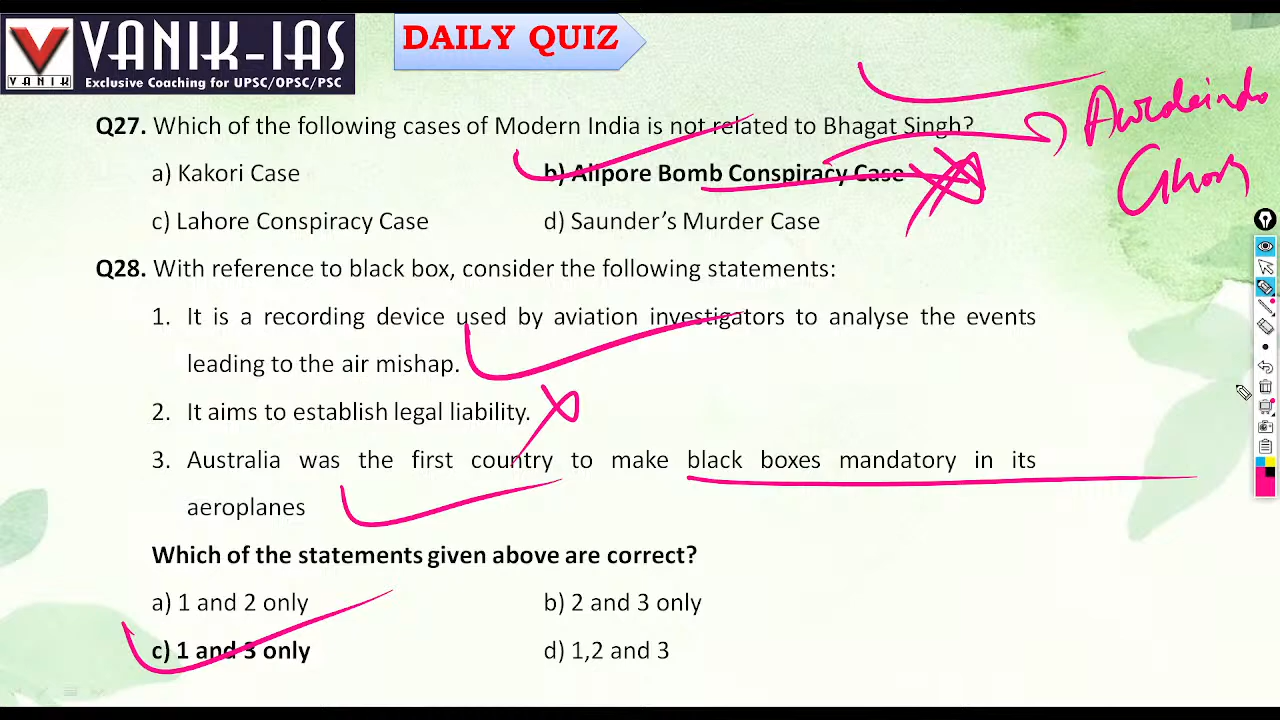 VANIK-IAS
VANIK
Exclusive Coaching for UPSC/OPSC/PSC
DAILY QUIZ
Q27. Which of the following cases of Modern India is not related to Bhagat Singh?
a) Kakori Case b) Alipore Bomb Conspiracy Case
c) Lahore Conspiracy Case d) Saunder’s Murder Case
Aurdeindo
Ghosh
Q28. With reference to black box, consider the following statements:
1. It is a recording device used by aviation investigators to analyse the events
leading to the air mishap.
2. It aims to establish legal liability.
3. Australia was the first country to make black boxes mandatory in its
aeroplanes
Which of the statements given above are correct?
a) 1 and 2 only b) 2 and 3 only
c) 1 and 3 only d) 1,2 and 3